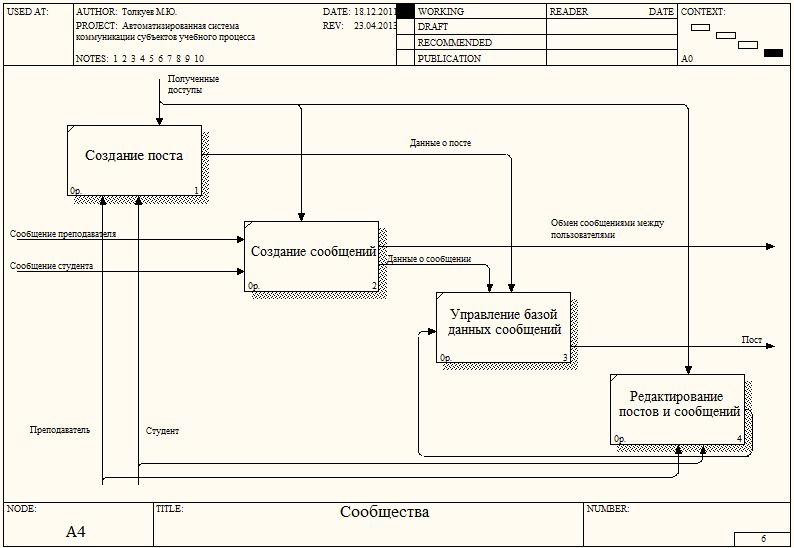 USED AT:
AUTHOR: Толкуев М.Ю.
DATE: 18.12.2011
PROJECT: Автоматизированная система
коммуникации субъектов учебного процесса
REV: 23.04.2013
NOTES: 1 2 3 4 5 6 7 8 9 10
WORKING
DRAFT
RECOMMENDED
PUBLICATION
READER
DATE
CONTEXT:
A0
Полученные
доступы
Создание поста
0р.
1
Данные о посте
Сообщение преподавателя
Сообщение студента
Создание сообщений
0р.
2
Обмен сообщениями между
пользователями
Данные о сообщении
Управление базой
данных сообщений
0р.
3
Пост
Редактирование
постов и сообщений
0р.
4
Преподаватель
Студент
NODE:
A4
TITLE:
Сообщества
NUMBER:
6